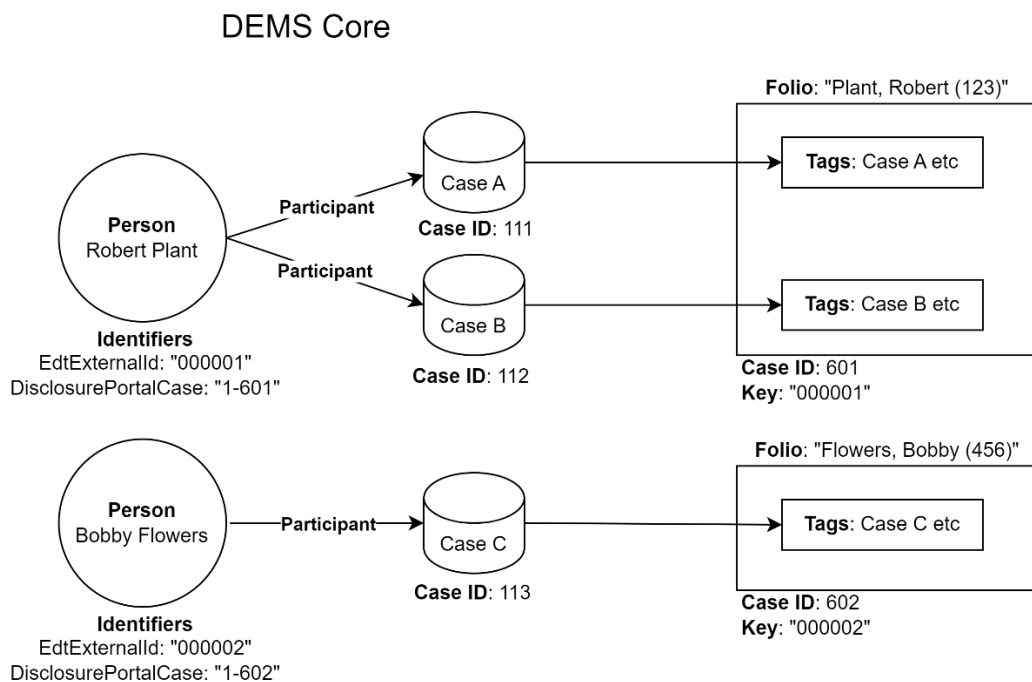 DEMS Core
Folio: "Plant, Robert (123)"
Person
Robert Plant
Participant
Participant
Case A
Case ID: 111
Tags: Case A etc
Case B
Case ID: 112
Tags: Case B etc
Identifiers
EdtExternalId: "000001"
DisclosurePortalCase: "1-601"
Case ID: 601
Key: "000001"
Folio: "Flowers, Bobby (456)"
Person
Bobby Flowers
Participant
Case C
Case ID: 113
Tags: Case C etc
Identifiers
EdtExternalId: "000002"
DisclosurePortalCase: "1-602"
Case ID: 602
Key: "000002"